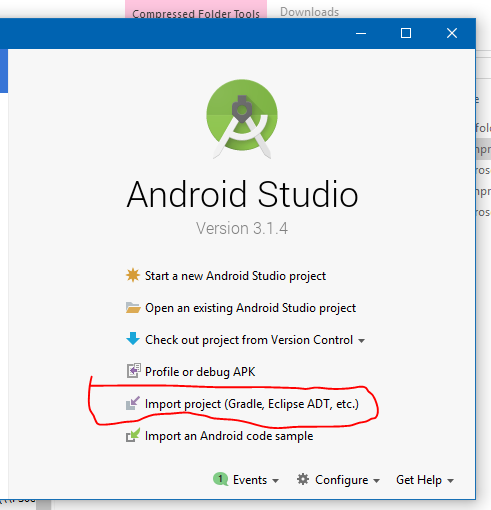 Compressed Folder Tools
Downloads
Android Studio
Version 3.1.4
Start a new Android Studio project
Open an existing Android Studio project
Check out project from Version Control
Profile or debug APK
Import project (Gradle, Eclipse ADT, etc.)
Import an Android code sample
1 Events
Configure
Get Help